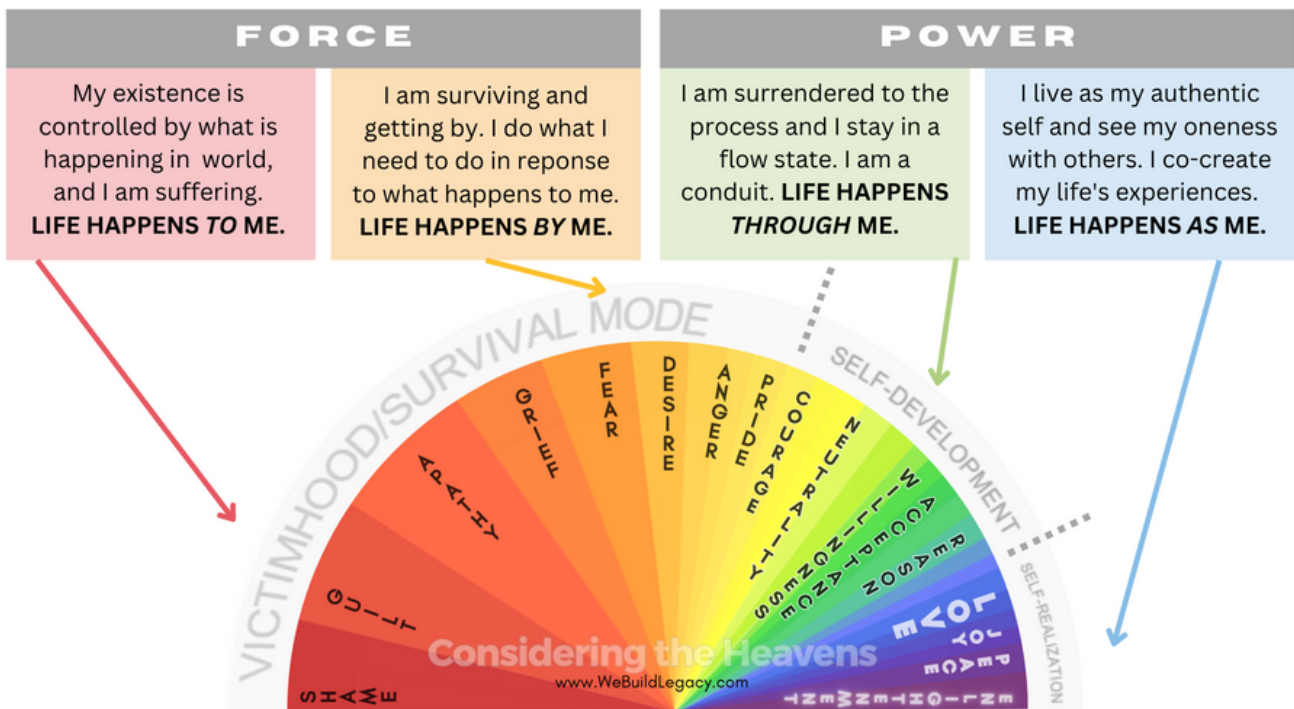 FORCE
My existence is
controlled by what is
happening in world,
and I am suffering.
LIFE HAPPENS TO ME.
I am surviving and
getting by. I do what I
need to do in reponse
to what happens to me.
LIFE HAPPENS BY ME.
POWER
I am surrendered to the
process and I stay in a
flow state. I am a
conduit. LIFE HAPPENS
THROUGH ME.
I live as my authentic
self and see my oneness
with others. I co-create
my life's experiences.
LIFE HAPPENS AS ME.
VICTIMHOOD/SURVIVAL MODE
SELF-DEVELOPMENT
SELF-REALIZATION
SHAME
GUILT
APATHY
GRIEF
FEAR
DESIRE
ANGER
PRIDE
COURAGE
NEUTRALITY
WILLINGNESS
ACCEPTANCE
REASON
LOVE
JOY
PEACE
ENLIGHTENMENT
Considering the Heavens
www.WeBuildLegacy.com